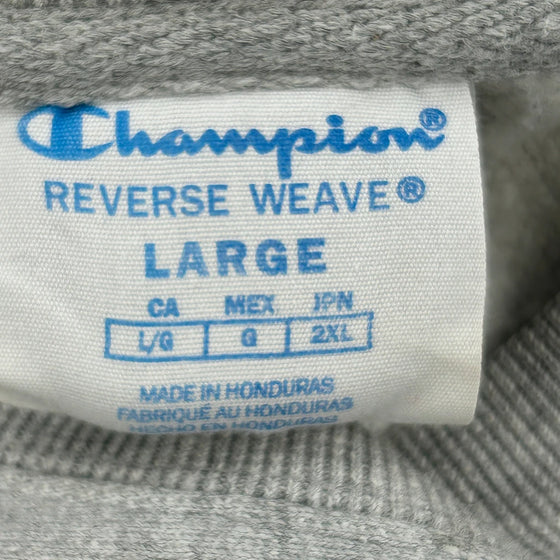 Champion®
REVERSE WEAVE®
LARGE
CA MEX JPN
L/G G 2XL
MADE IN HONDURAS
FABRIQUÉ AU HONDURAS
HECHO EN HONDURAS